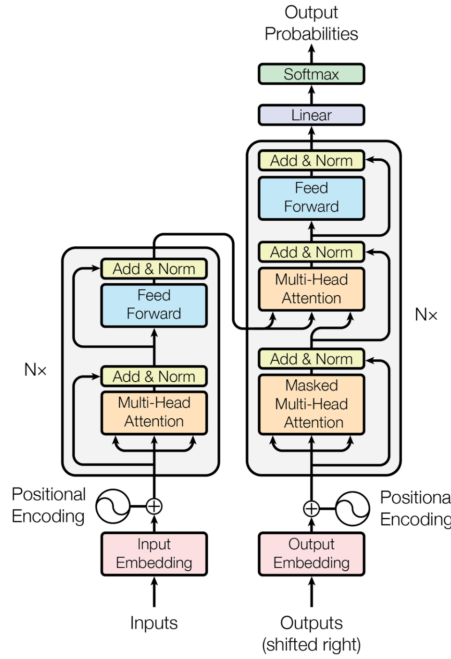 Output
Probabilities
Softmax
Linear
Add & Norm
Feed
Forward
Add & Norm
Multi-Head
Attention
Add & Norm
Masked
Multi-Head
Attention
N×
Positional
Encoding
Output
Embedding
Outputs
(shifted right)
Add & Norm
Feed
Forward
Add & Norm
Multi-Head
Attention
N×
Positional
Encoding
Input
Embedding
Inputs